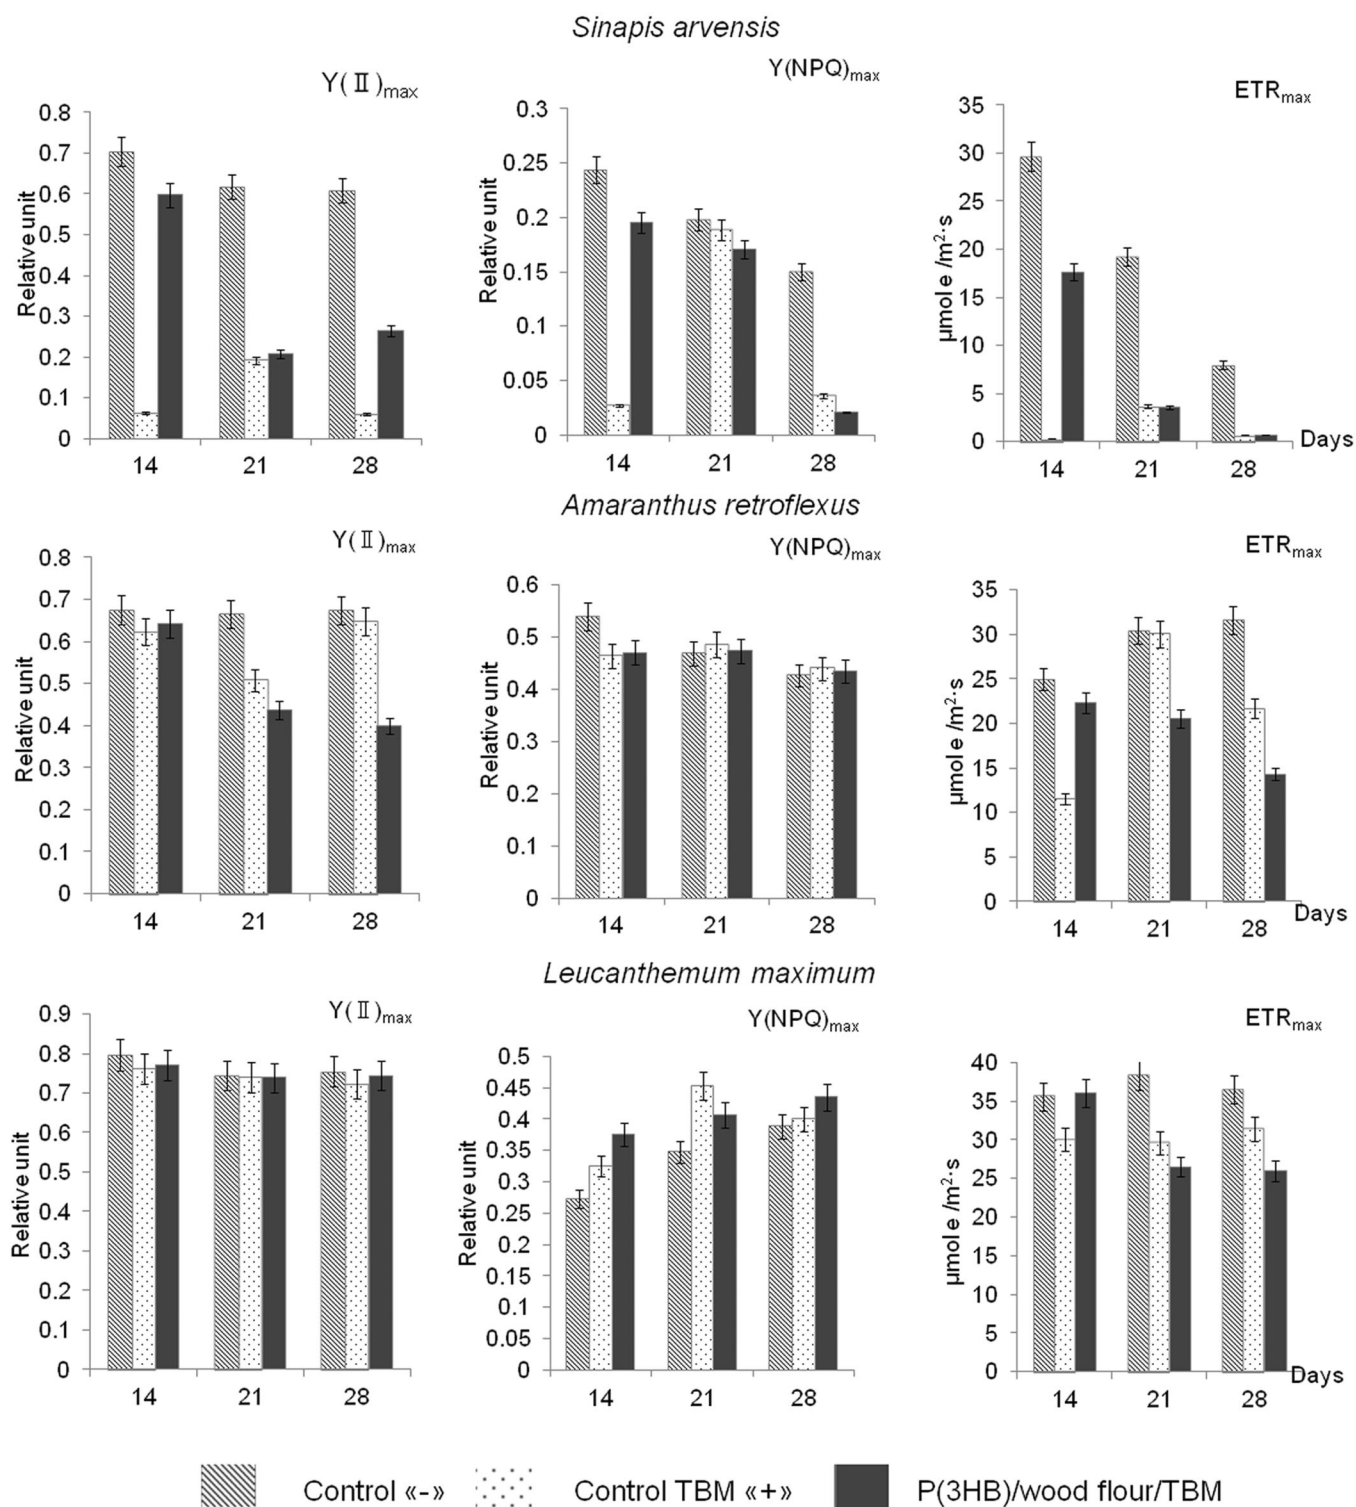 Sinapis arvensis
Y(Ⅱ)max
Relative unit
0.8
0.7
0.6
0.5
0.4
0.3
0.2
0.1
0
14 21 28
Y(NPQ)max
Relative unit
0.3
0.25
0.2
0.15
0.1
0.05
0
14 21 28
ETRmax
µmole /m²·s
35
30
25
20
15
10
5
0
14 21 28
Days
Amaranthus retroflexus
Y(Ⅱ)max
Relative unit
0.8
0.7
0.6
0.5
0.4
0.3
0.2
0.1
0
14 21 28
Y(NPQ)max
Relative unit
0.6
0.5
0.4
0.3
0.2
0.1
0
14 21 28
ETRmax
µmole /m²·s
35
30
25
20
15
10
5
0
14 21 28
Days
Leucanthemum maximum
Y(Ⅱ)max
Relative unit
0.9
0.8
0.7
0.6
0.5
0.4
0.3
0.2
0.1
0
14 21 28
Y(NPQ)max
Relative unit
0.5
0.45
0.4
0.35
0.3
0.25
0.2
0.15
0.1
0.05
0
14 21 28
ETRmax
µmole /m²·s
40
35
30
25
20
15
10
5
0
14 21 28
Days
Control «-» Control TBM «+» P(3HB)/wood flour/TBM